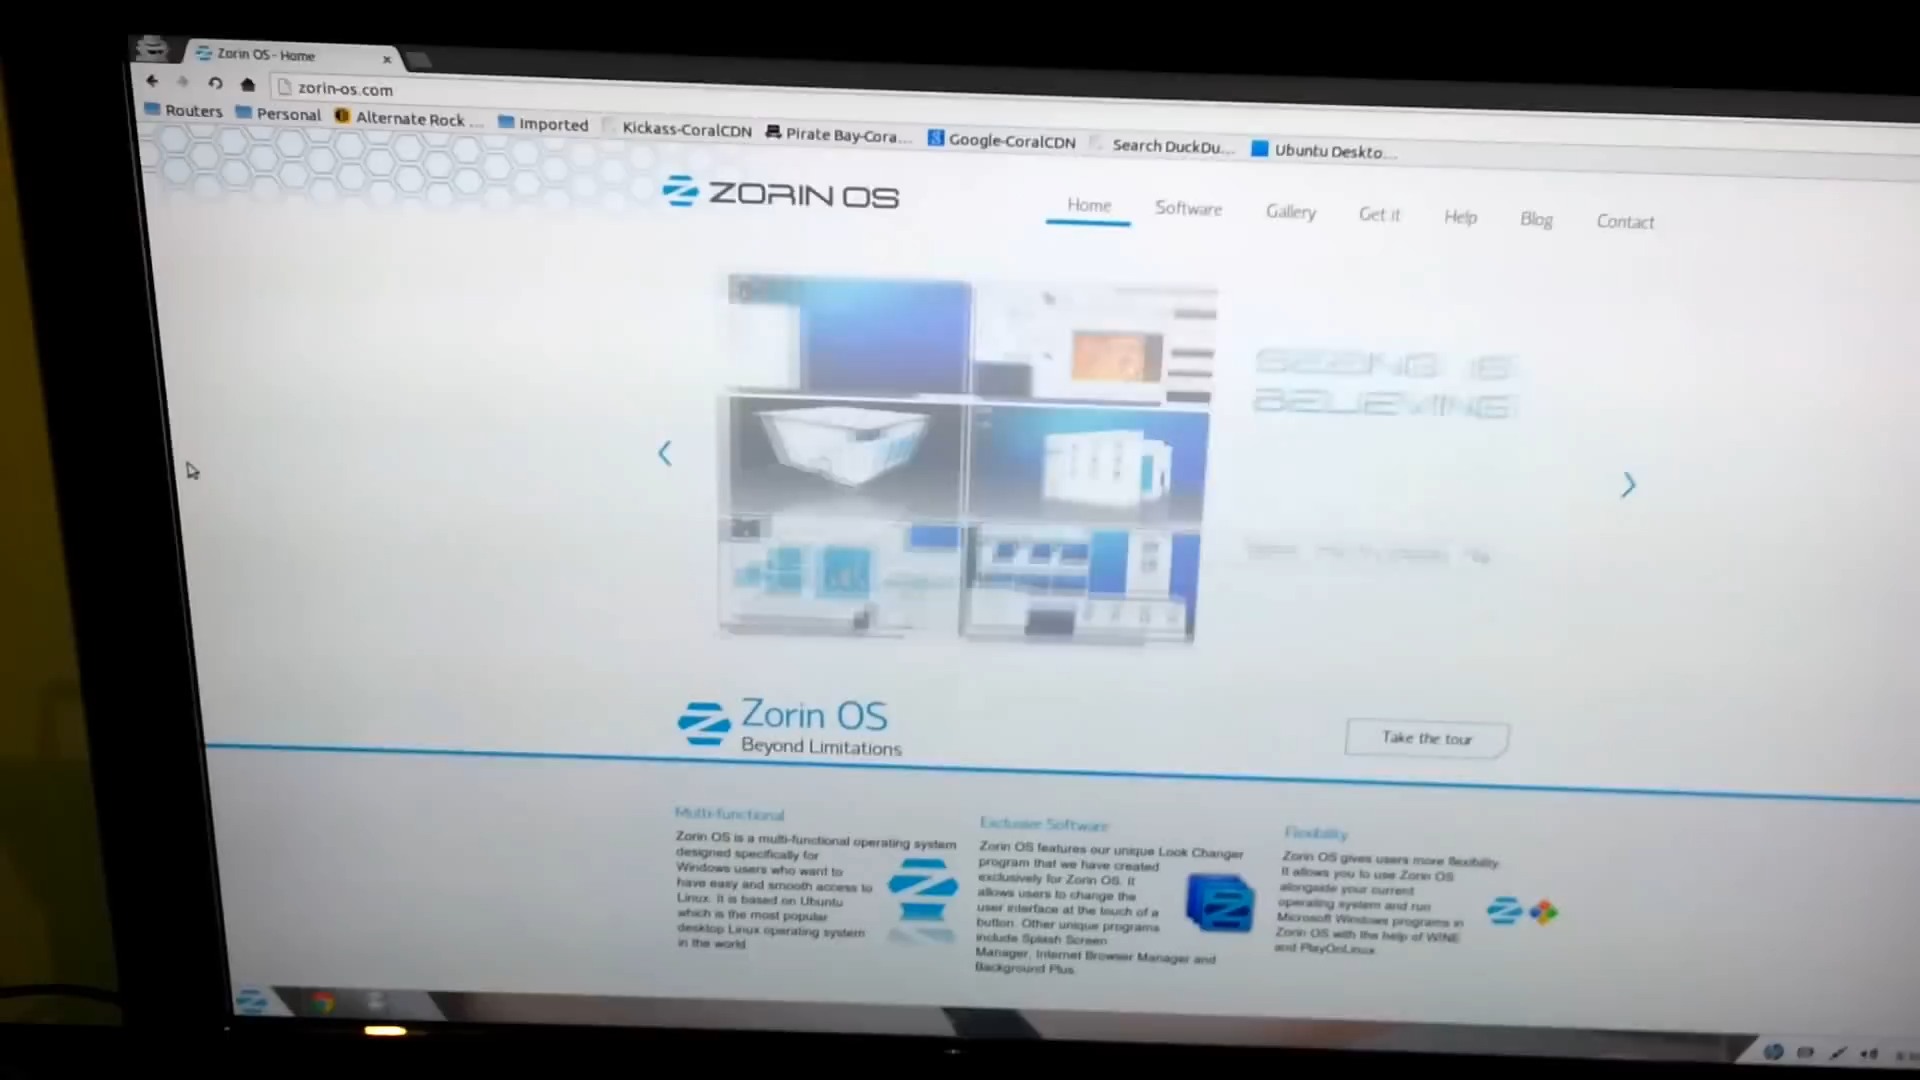 Zorin OS - Home
zorin-os.com
Routers Personal Alternate Rock ... Imported Kickass-CoralCDN Pirate Bay-Cora... Google-CoralCDN Search DuckDu... Ubuntu Deskto...
ZORIN OS
Home Software Gallery Get it Help Blog Contact
SEEING IS
BELIEVING
Zorin OS
Beyond Limitations
Take the tour
Multi-functional
Zorin OS is a multi-functional operating system
designed specifically for
Windows users who want to
have easy and smooth access to
Linux. It is based on Ubuntu
which is the most popular
desktop Linux operating system
in the world
Exclusive Software
Zorin OS features our unique Look Changer
program that we have created
exclusively for Zorin OS. It
allows users to change the
user interface at the touch of a
button. Other unique programs
include Splash Screen
Manager, Internet Browser Manager and
Background Plus.
Flexibility
Zorin OS gives users more flexibility.
It allows you to use Zorin OS
alongside your current
operating system and run
Microsoft Windows programs in
Zorin OS with the help of WINE
and PlayOnLinux.